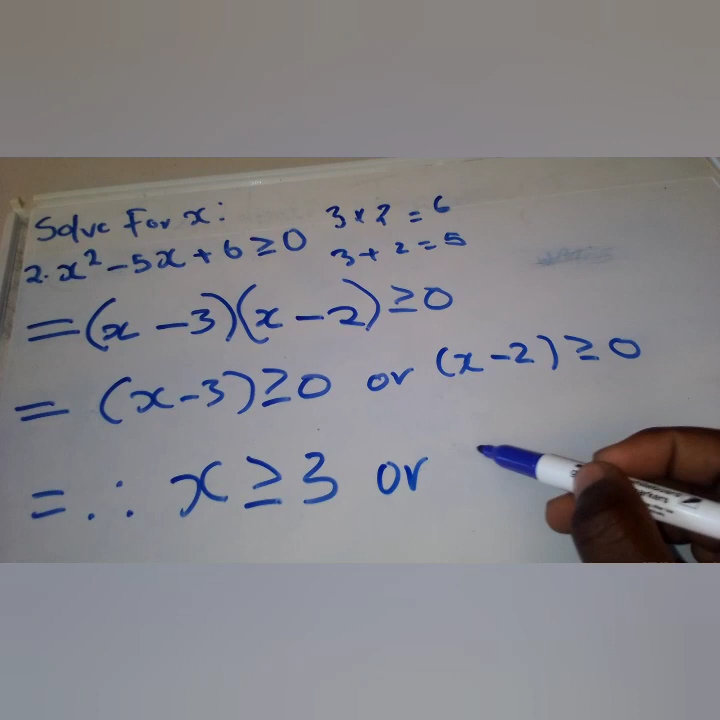 Solve For x:
3 × 2 = 6
2. x² - 5x + 6 ≥ 0
3 + 2 = 5
= (x - 3)(x - 2) ≥ 0
= (x - 3) ≥ 0 or (x - 2) ≥ 0
= ∴ x ≥ 3 or